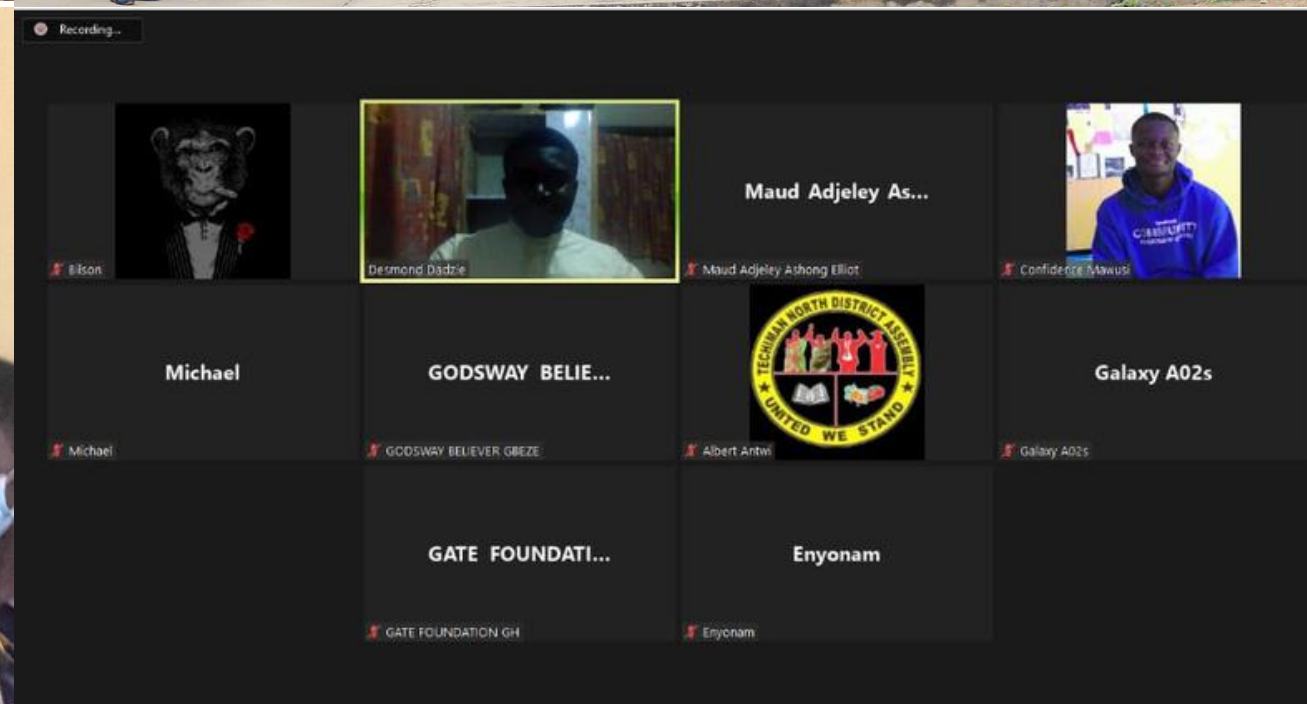 Recording...
Bilson
Desmond Dadzie
Maud Adjeley As...
Maud Adjeley Ashong Elliot
COMMUNITY
Confidence Mawusi
Michael
Michael
GODSWAY BELIE...
GODSWAY BELIEVER GBEZE
TECHIMAN NORTH DISTRICT ASSEMBLY
UNITED WE STAND
Albert Antwi
Galaxy A02s
Galaxy A02s
GATE FOUNDATI...
GATE FOUNDATION GH
Enyonam
Enyonam